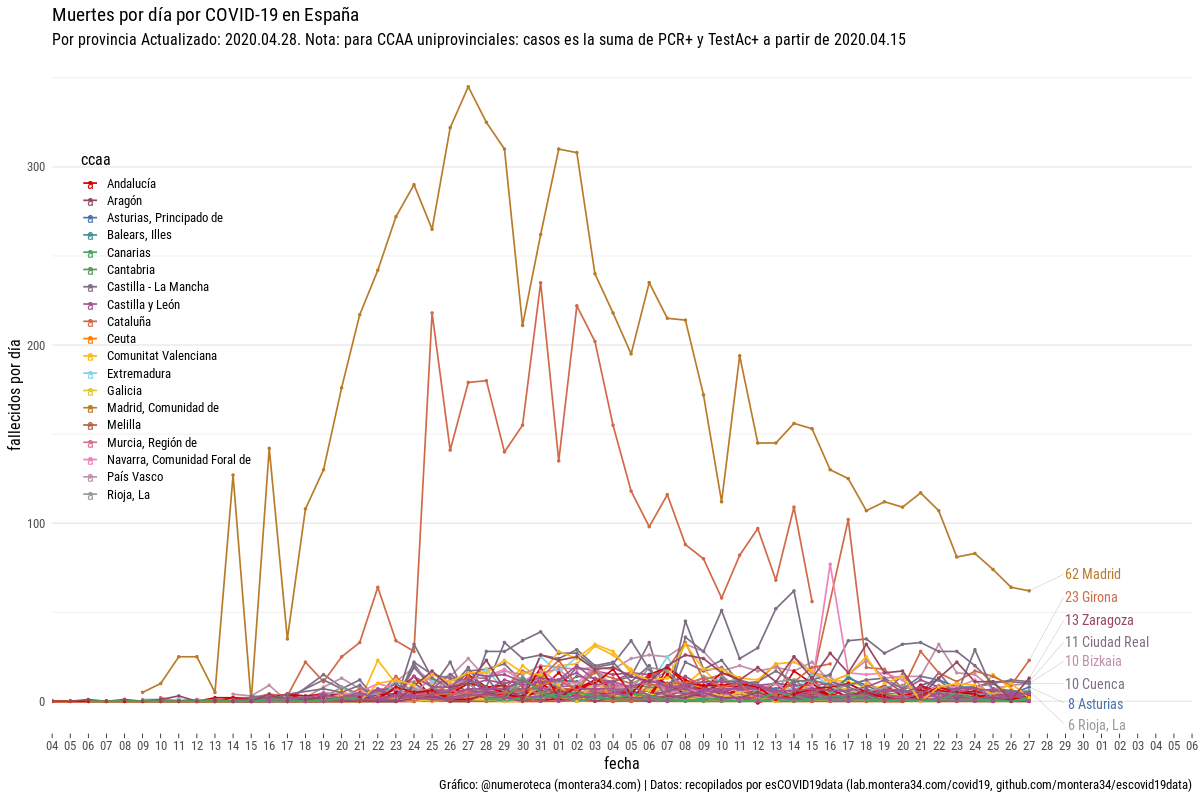 Muertes por día por COVID-19 en España
Por provincia Actualizado: 2020.04.28. Nota: para CCAA uniprovinciales: casos es la suma de PCR+ y TestAc+ a partir de 2020.04.15
fallecidos por día
300
200
100
0
ccaa
Andalucía
Aragón
Asturias, Principado de
Balears, Illes
Canarias
Cantabria
Castilla - La Mancha
Castilla y León
Cataluña
Ceuta
Comunitat Valenciana
Extremadura
Galicia
Madrid, Comunidad de
Melilla
Murcia, Región de
Navarra, Comunidad Foral de
País Vasco
Rioja, La
62 Madrid
23 Girona
13 Zaragoza
11 Ciudad Real
10 Bizkaia
10 Cuenca
8 Asturias
6 Rioja, La
04 05 06 07 08 09 10 11 12 13 14 15 16 17 18 19 20 21 22 23 24 25 26 27 28 29 30 31 01 02 03 04 05 06 07 08 09 10 11 12 13 14 15 16 17 18 19 20 21 22 23 24 25 26 27 28 29 30 01 02 03 04 05 06
fecha
Gráfico: @numeroteca (montera34.com) | Datos: recopilados por esCOVID19data (lab.montera34.com/covid19, github.com/montera34/escovid19data)